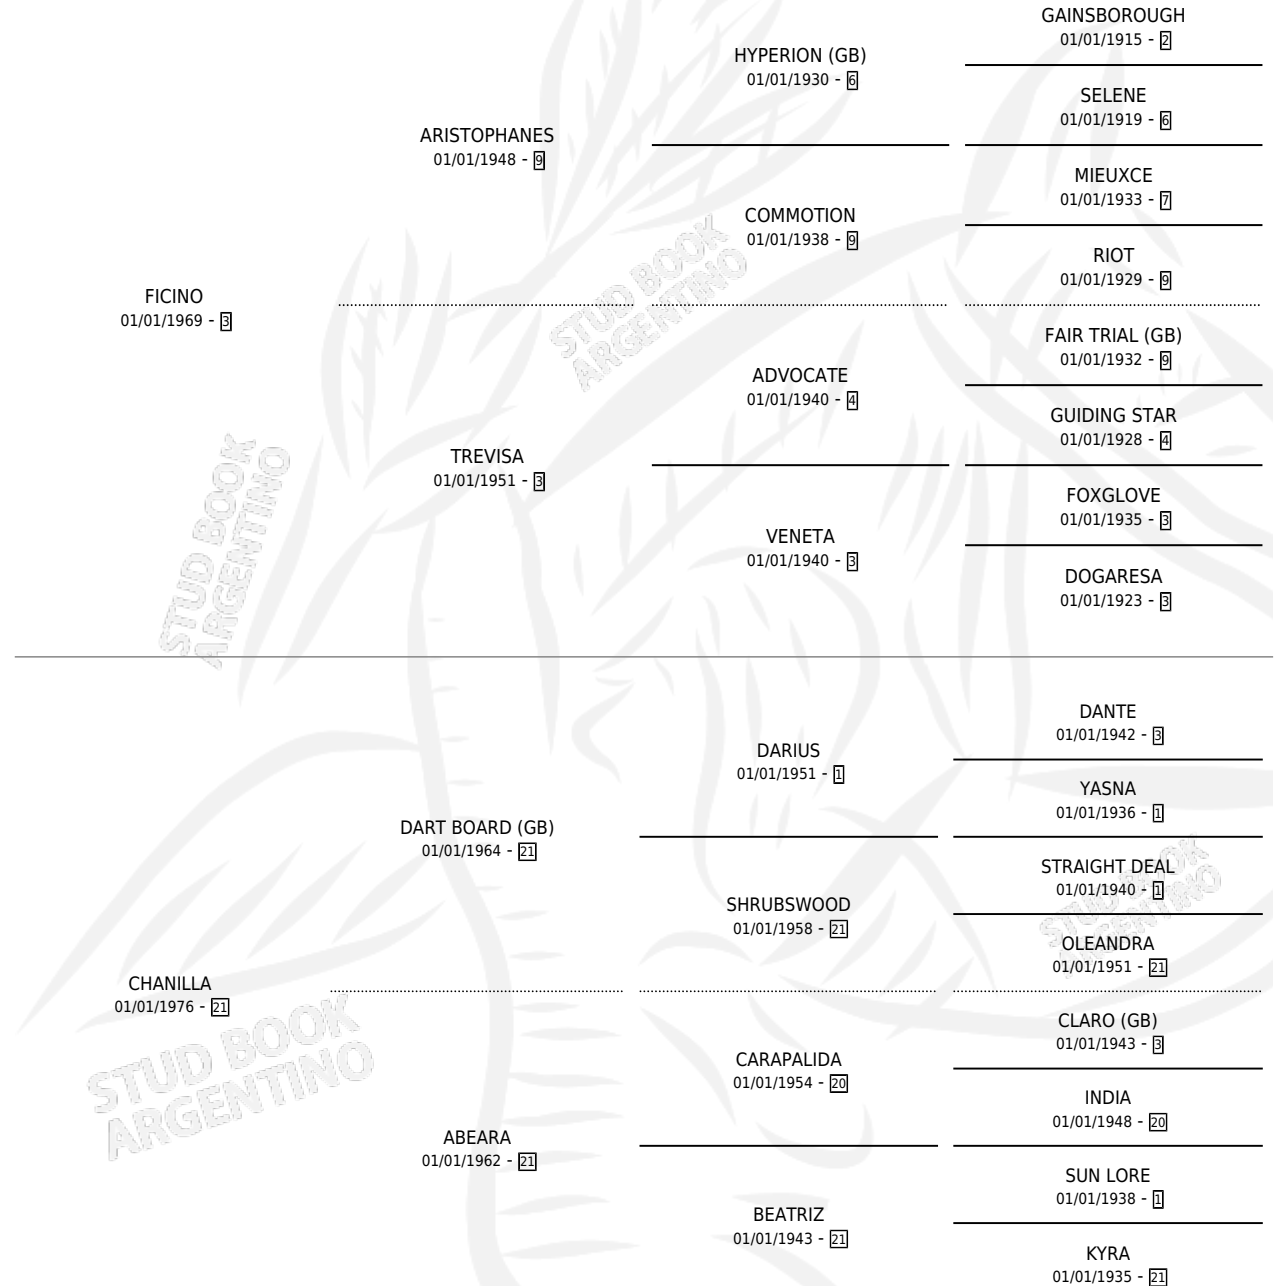 GAINSBOROUGH
01/01/1915 - 2
HYPERION (GB)
01/01/1930 - 6
SELENE
01/01/1919 - 6
ARISTOPHANES
01/01/1948 - 9
MIEUXCE
01/01/1933 - 7
COMMOTION
01/01/1938 - 9
RIOT
01/01/1929 - 9
FICINO
01/01/1969 - 3
FAIR TRIAL (GB)
01/01/1932 - 9
ADVOCATE
01/01/1940 - 4
GUIDING STAR
01/01/1928 - 4
TREVISA
01/01/1951 - 3
FOXGLOVE
01/01/1935 - 3
VENETA
01/01/1940 - 3
DOGARESA
01/01/1923 - 3
DANTE
01/01/1942 - 3
DARIUS
01/01/1951 - 1
YASNA
01/01/1936 - 1
DART BOARD (GB)
01/01/1964 - 21
STRAIGHT DEAL
01/01/1940 - 1
SHRUBSWOOD
01/01/1958 - 21
OLEANDRA
01/01/1951 - 21
CHANILLA
01/01/1976 - 21
CLARO (GB)
01/01/1943 - 3
CARAPALIDA
01/01/1954 - 20
INDIA
01/01/1948 - 20
ABEARA
01/01/1962 - 21
SUN LORE
01/01/1938 - 1
BEATRIZ
01/01/1943 - 21
KYRA
01/01/1935 - 21
STUD BOOK
ARGENTINO
STUD BOOK
ARGENTINO
STUD BOOK
ARGENTINO
STUD BOOK
ARGENTINO